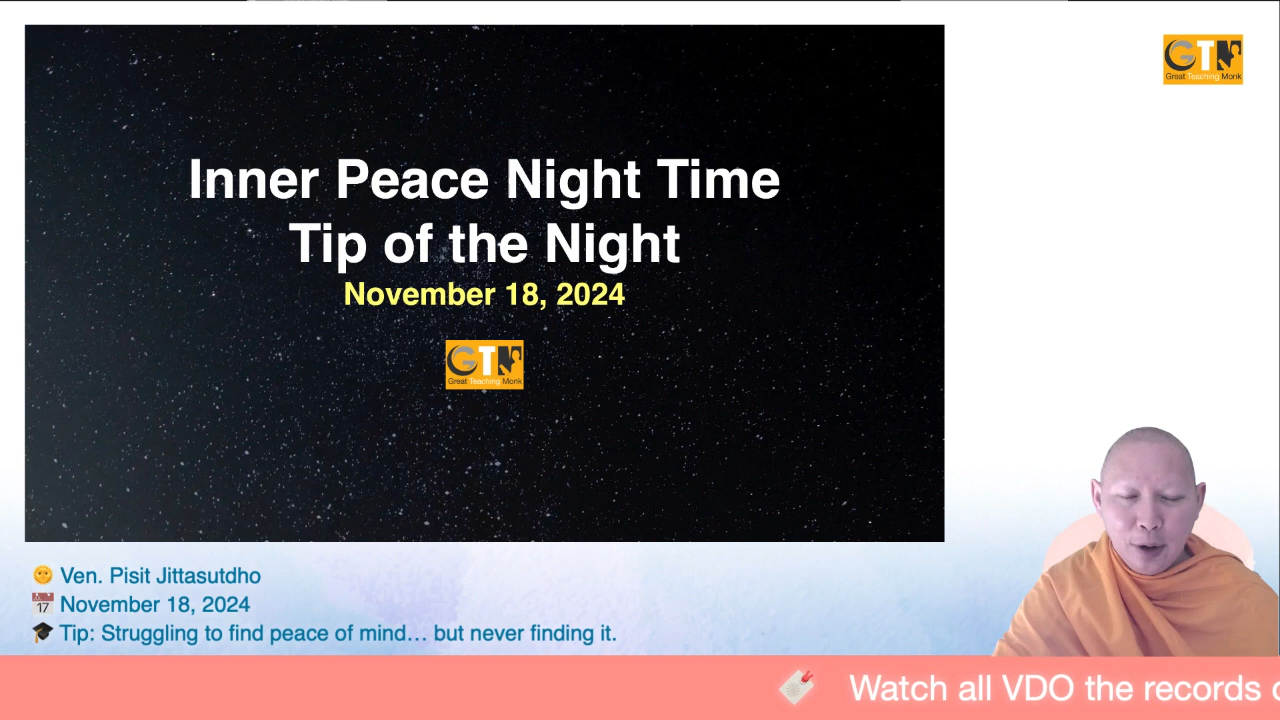 Inner Peace Night Time
Tip of the Night
November 18, 2024
GTM
Great Teaching Monk
GTM
Great Teaching Monk
Ven. Pisit Jittasutdho
November 18, 2024
Tip: Struggling to find peace of mind… but never finding it.
Watch all VDO the records